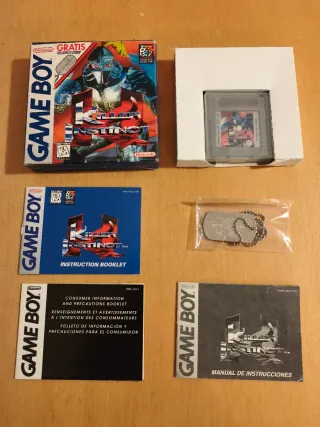 GAME BOY
Nintendo
GRATIS
KILLER
INSTINCT
Nintendo
GAME BOY
KILLER
INSTINCT
INSTRUCTION BOOKLET
GAME BOY
CONSUMER INFORMATION
AND PRECAUTIONS BOOKLET
RENSEIGNEMENTS ET AVERTISSEMENTS
À L'INTENTION DES CONSOMMATEURS
FOLLETO DE INFORMACIÓN Y
PRECAUCIONES PARA EL CONSUMIDOR
GAME BOY
KILLER
INSTINCT
MANUAL DE INSTRUCCIONES